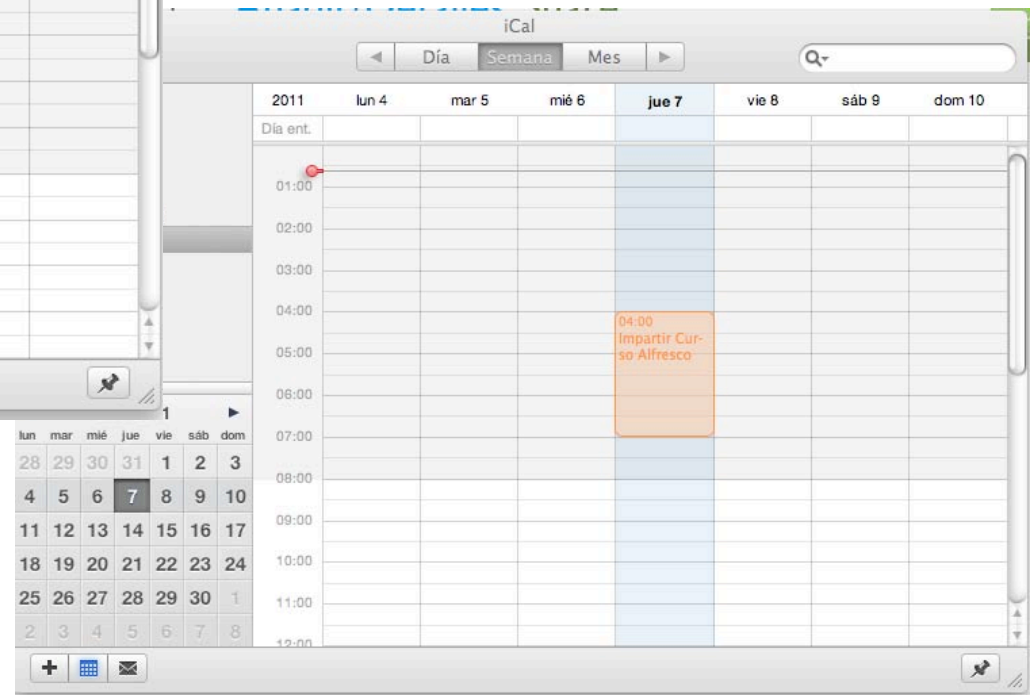 iCal
Día Semana Mes
2011 lun 4 mar 5 mié 6 jue 7 vie 8 sáb 9 dom 10
Día ent.
01:00
02:00
03:00
04:00
04:00
Impartir Cur-
so Alfresco
05:00
06:00
07:00
08:00
09:00
10:00
11:00
12:00
1
lun mar mié jue vie sáb dom
28 29 30 31 1 2 3
4 5 6 7 8 9 10
11 12 13 14 15 16 17
18 19 20 21 22 23 24
25 26 27 28 29 30 1
2 3 4 5 6 7 8